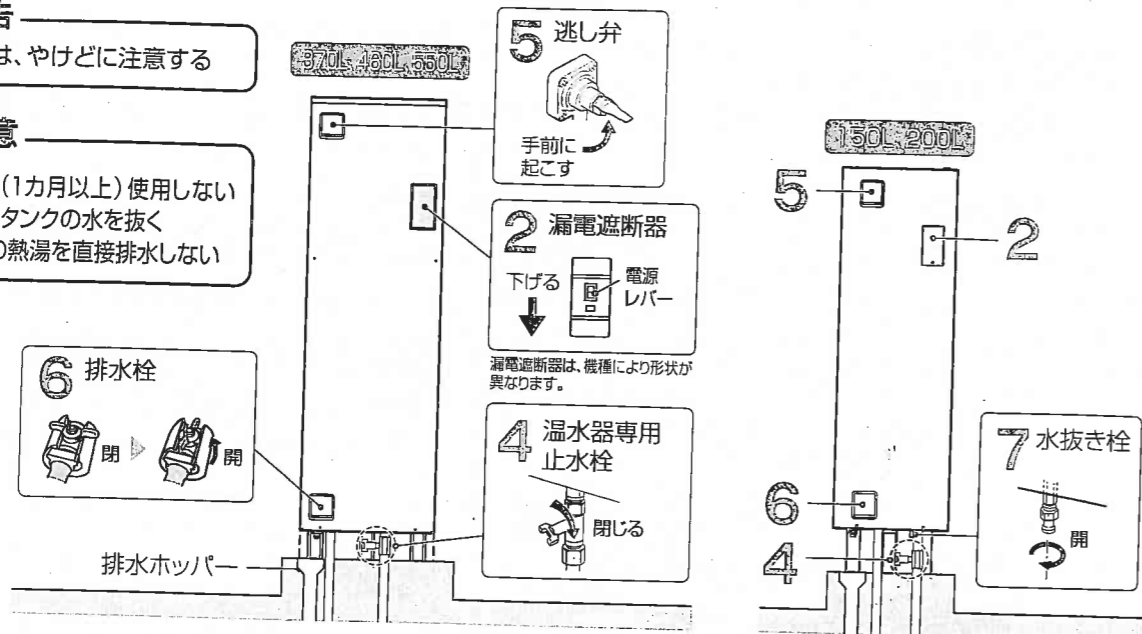 告
は、やけどに注意する
意
(1カ月以上)使用しない
タンクの水を抜く
の熱湯を直接排水しない
370L・460L・550L
5 逃し弁
手前に
起こす
2 漏電遮断器
下げる
電源
レバー
漏電遮断器は、機種により形状が
異なります。
6 排水栓
閉
開
4 温水器専用
止水栓
閉じる
排水ホッパー
150L・200L
5
2
6
4
7 水抜き栓
開